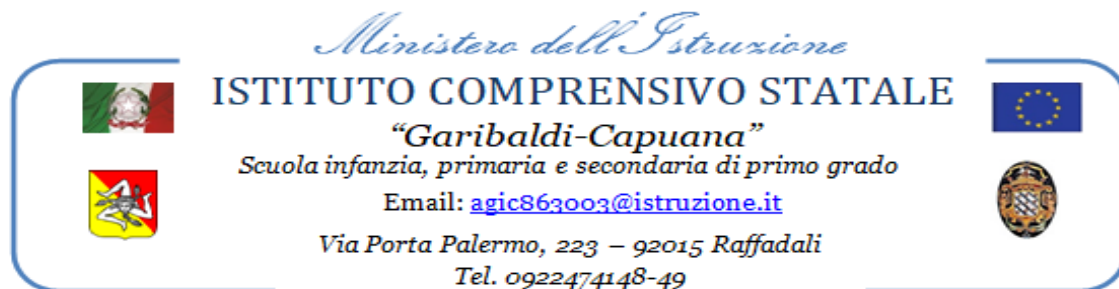 Ministero dell'Istruzione
ISTITUTO COMPRENSIVO STATALE
“Garibaldi-Capuana”
Scuola infanzia, primaria e secondaria di primo grado
Email: agic863003@istruzione.it
Via Porta Palermo, 223 – 92015 Raffadali
Tel. 0922474148-49